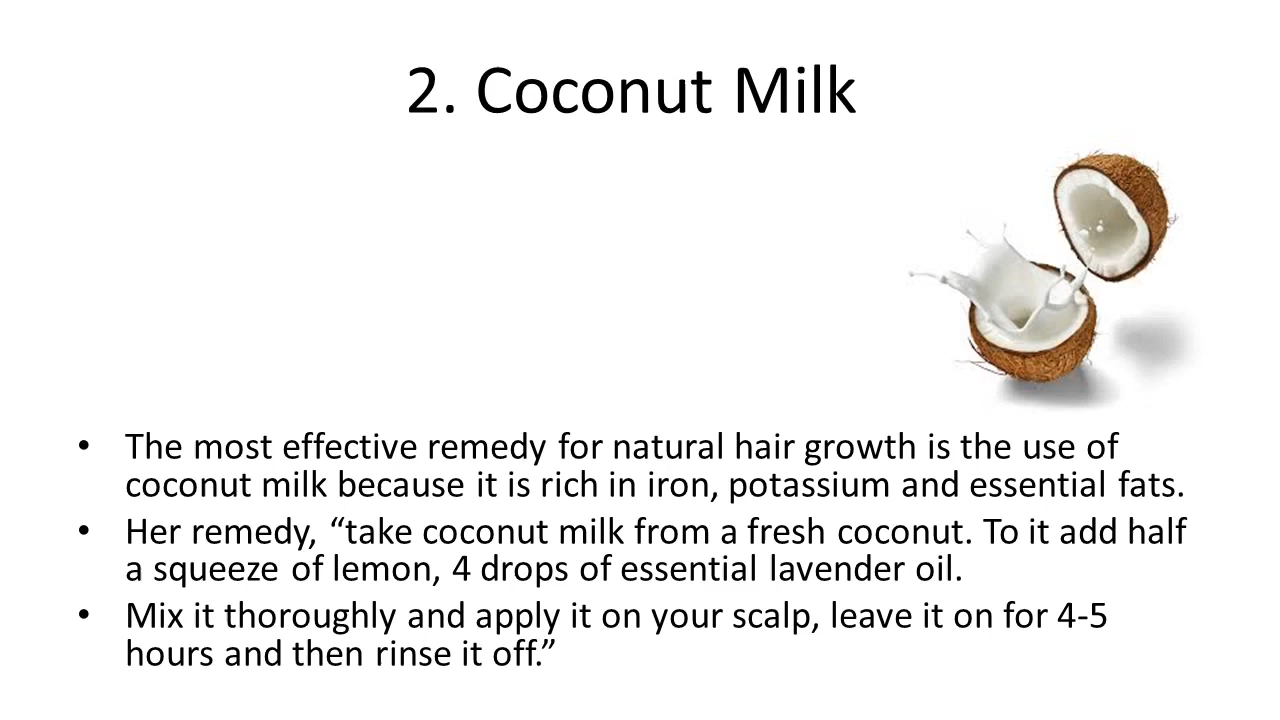 2. Coconut Milk
• The most effective remedy for natural hair growth is the use of
coconut milk because it is rich in iron, potassium and essential fats.
• Her remedy, “take coconut milk from a fresh coconut. To it add half
a squeeze of lemon, 4 drops of essential lavender oil.
• Mix it thoroughly and apply it on your scalp, leave it on for 4-5
hours and then rinse it off.”